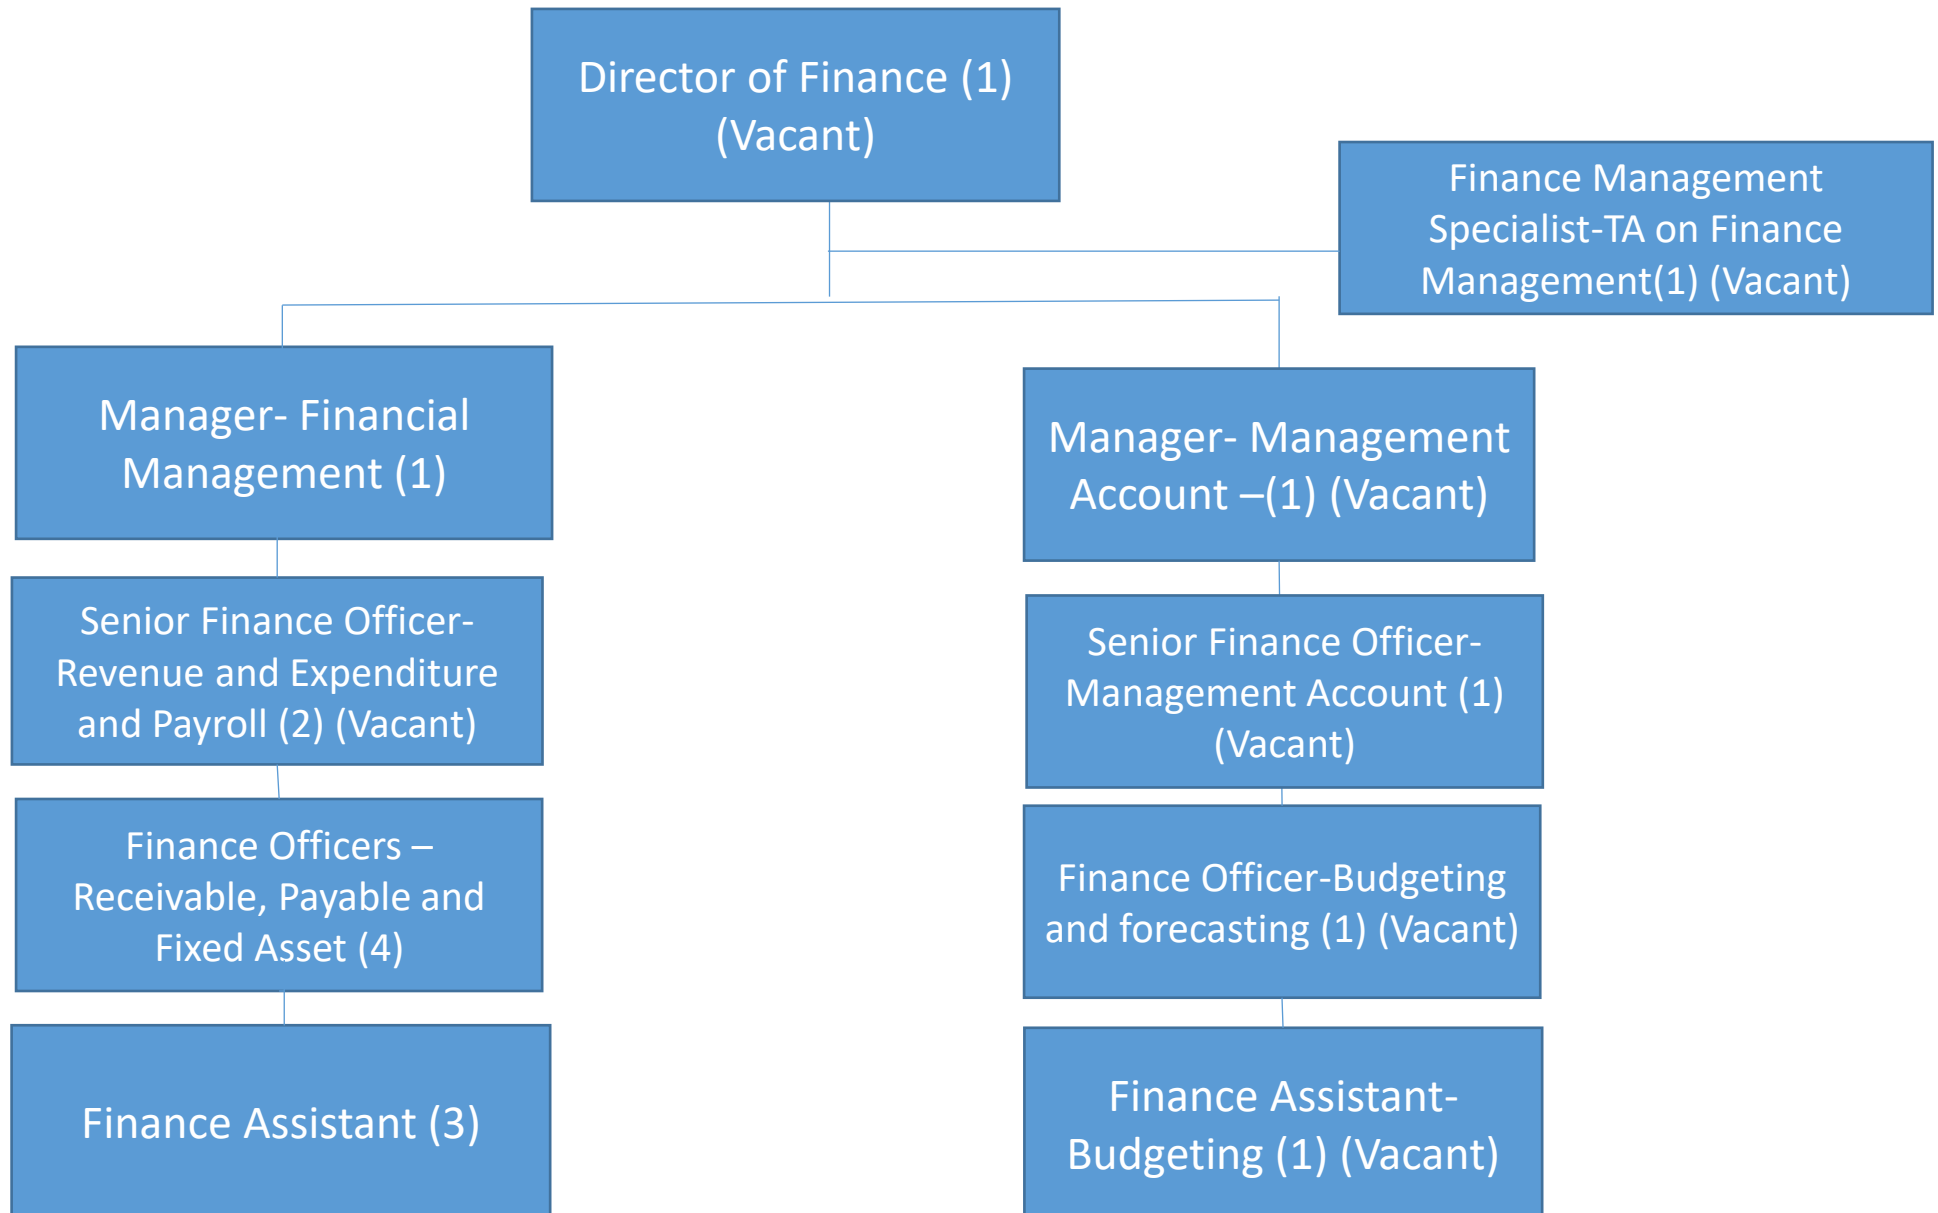 Director of Finance (1)
(Vacant)
Finance Management
Specialist-TA on Finance
Management(1) (Vacant)
Manager- Financial
Management (1)
Manager- Management
Account –(1) (Vacant)
Senior Finance Officer-
Revenue and Expenditure
and Payroll (2) (Vacant)
Senior Finance Officer-
Management Account (1)
(Vacant)
Finance Officers –
Receivable, Payable and
Fixed Asset (4)
Finance Officer-Budgeting
and forecasting (1) (Vacant)
Finance Assistant (3)
Finance Assistant-
Budgeting (1) (Vacant)